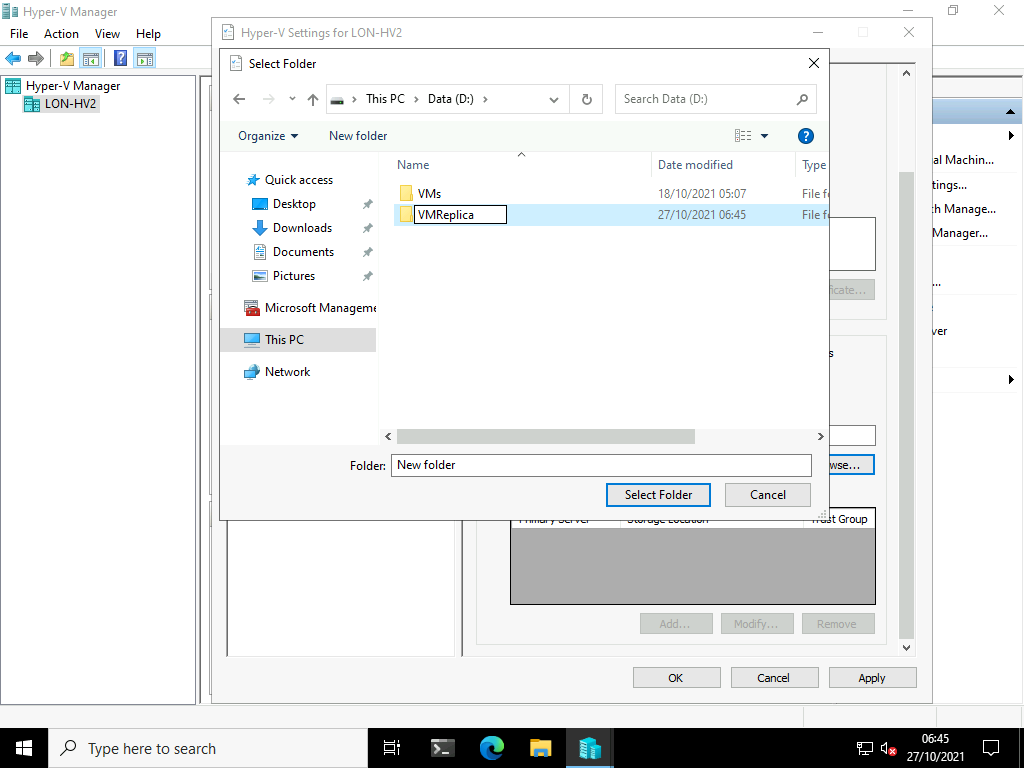 Hyper-V Manager
File Action View Help
Hyper-V Manager
LON-HV2
Hyper-V Settings for LON-HV2
Select Folder
This PC > Data (D:) >
Search Data (D:)
Organize
New folder
Quick access
Desktop
Downloads
Documents
Pictures
Microsoft Manageme
This PC
Network
Name Date modified Type
VMs 18/10/2021 05:07 File f
VMReplica 27/10/2021 06:45 File f
Folder: New folder
Select Folder
Cancel
ificate...
s
wse...
Primary Server Storage Location Trust Group
Add... Modify... Remove
OK Cancel Apply
al Machin...
tings...
h Manage...
Manager...
...
ver
Type here to search
06:45
27/10/2021